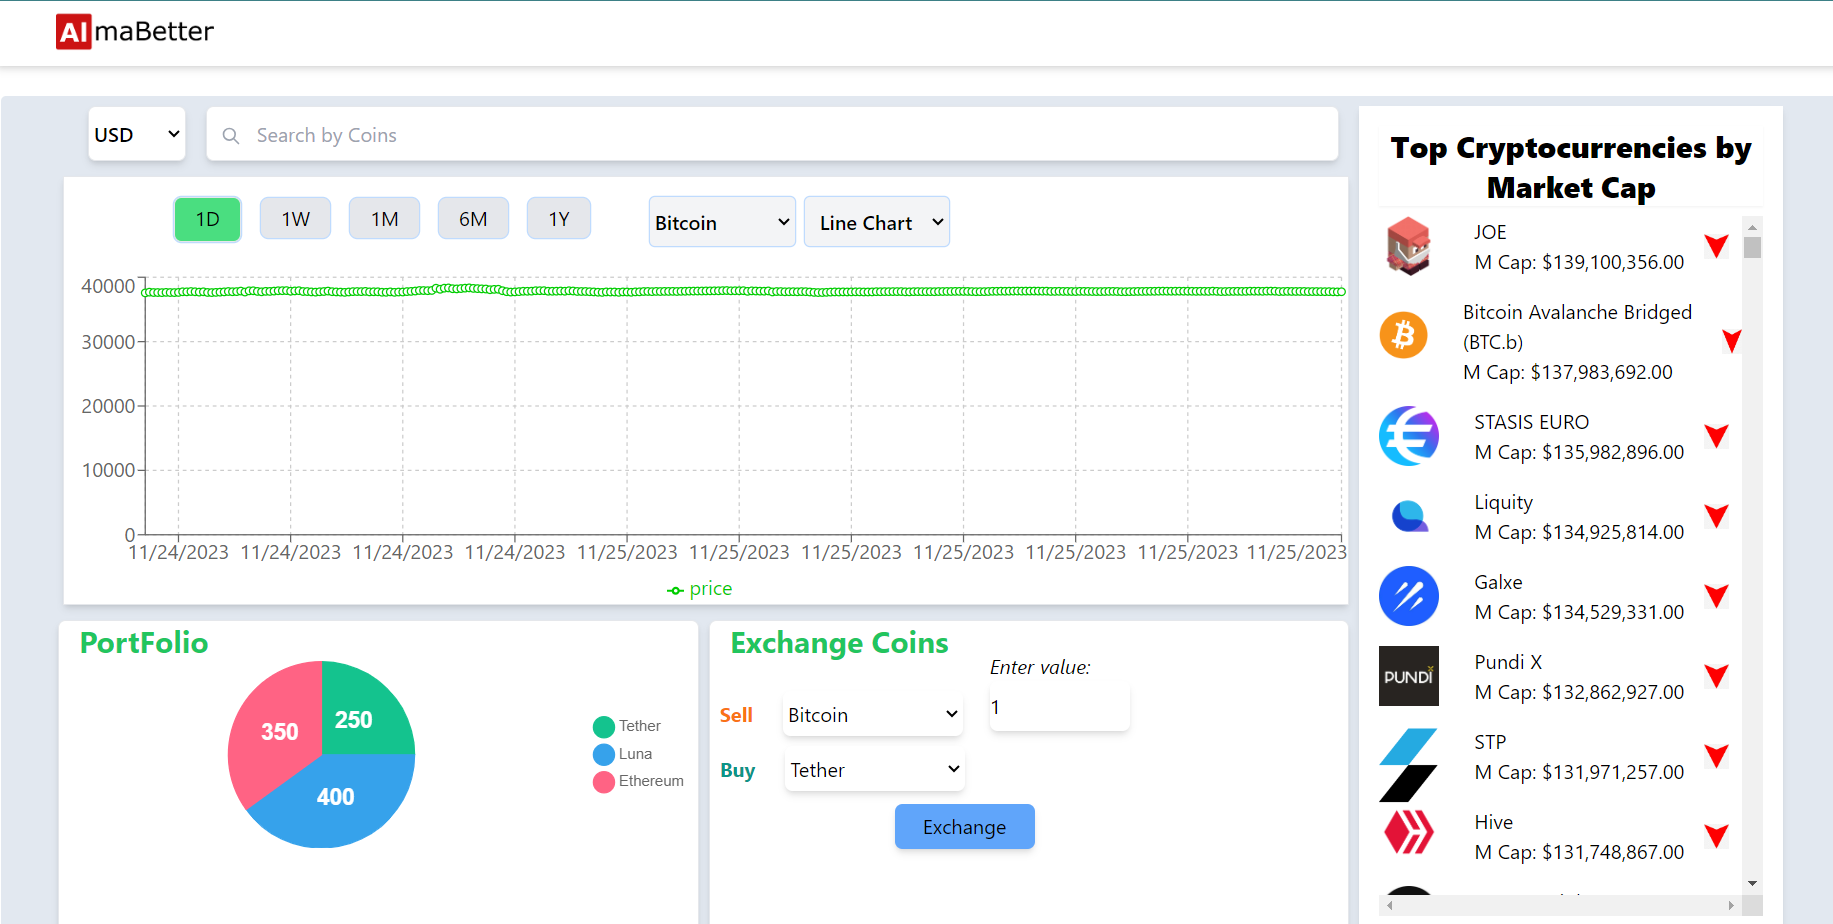 AlmaBetter
USD
Search by Coins
1D
1W
1M
6M
1Y
Bitcoin
Line Chart
40000
30000
20000
10000
0
11/24/2023
11/24/2023
11/24/2023
11/24/2023
11/25/2023
11/25/2023
11/25/2023
11/25/2023
11/25/2023
11/25/2023
11/25/2023
price
PortFolio
350
250
400
Tether
Luna
Ethereum
Exchange Coins
Enter value:
Sell
Bitcoin
1
Buy
Tether
Exchange
Top Cryptocurrencies by
Market Cap
JOE
M Cap: $139,100,356.00
Bitcoin Avalanche Bridged
(BTC.b)
M Cap: $137,983,692.00
STASIS EURO
M Cap: $135,982,896.00
Liquity
M Cap: $134,925,814.00
Galxe
M Cap: $134,529,331.00
PUNDI
Pundi X
M Cap: $132,862,927.00
STP
M Cap: $131,971,257.00
Hive
M Cap: $131,748,867.00